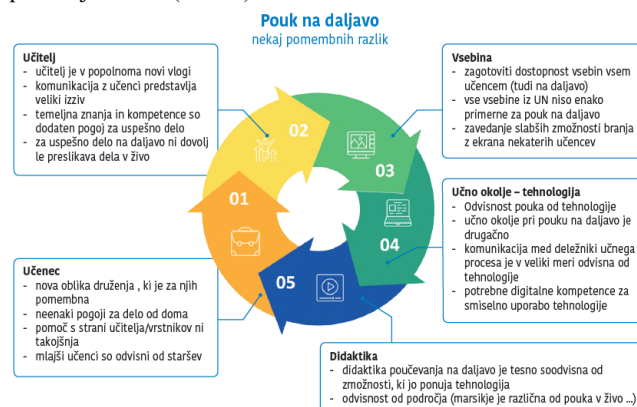 Pouk na daljavo
nekaj pomembnih razlik
Učitelj
- učitelj je v popolnoma novi vlogi
- komunikacija z učenci predstavlja
veliki izziv
- temeljna znanja in kompetence so
dodaten pogoj za uspešno delo
- za uspešno delo na daljavo ni dovolj
le preslikava dela v živo
Vsebina
- zagotoviti dostopnost vsebin vsem
učencem (tudi na daljavo)
- vse vsebine iz UN niso enako
primerne za pouk na daljavo
- zavedanje slabših zmožnosti branja
z ekrana nekaterih učencev
02
03
01
04
05
Učno okolje – tehnologija
- Odvisnost pouka od tehnologije
- učno okolje pri pouku na daljavo je
drugačno
- komunikacija med deležniki učnega
procesa je v veliki meri odvisna od
tehnologije
- potrebne digitalne kompetence za
smiselno uporabo tehnologije
Učenec
- nova oblika druženja , ki je za njih
pomembna
- neenaki pogoji za delo od doma
- pomoč s strani učitelja/vrstnikov ni
takojšnja
- mlajši učenci so odvisni od staršev
Didaktika
- didaktika poučevanja na daljavo je tesno soodvisna od
zmožnosti, ki jo ponuja tehnologija
- odvisnost od področja (marsikje je različna od pouka v živo ...)